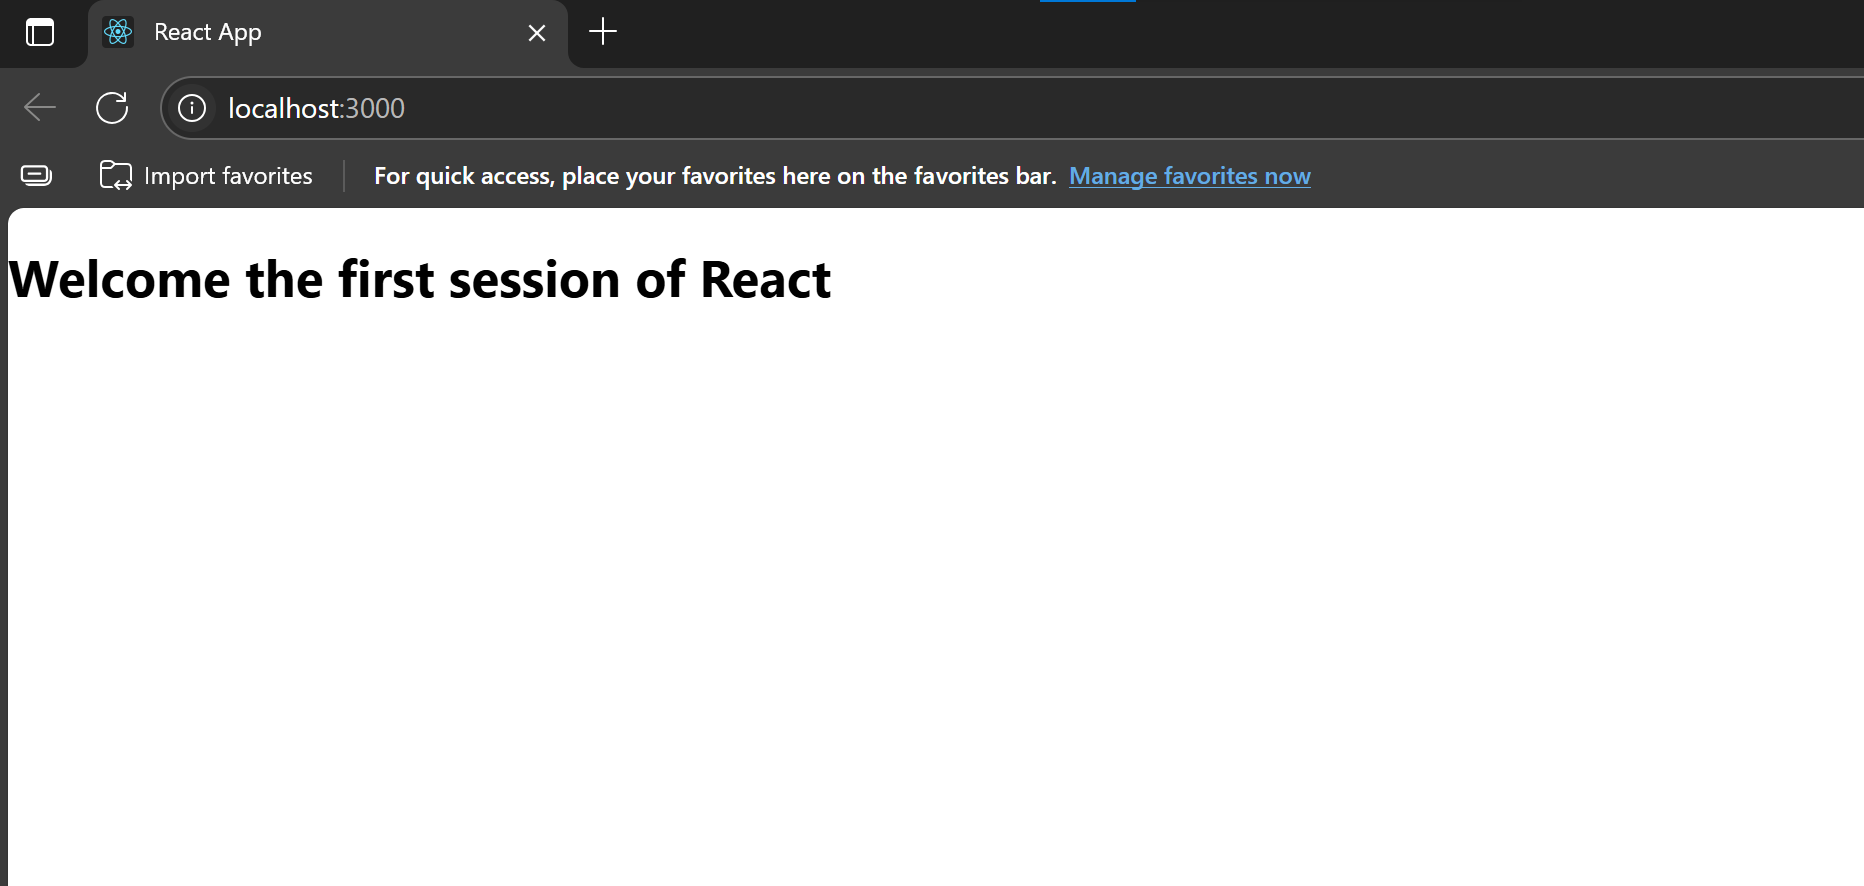 React App
localhost:3000
Import favorites
For quick access, place your favorites here on the favorites bar. Manage favorites now
Welcome the first session of React